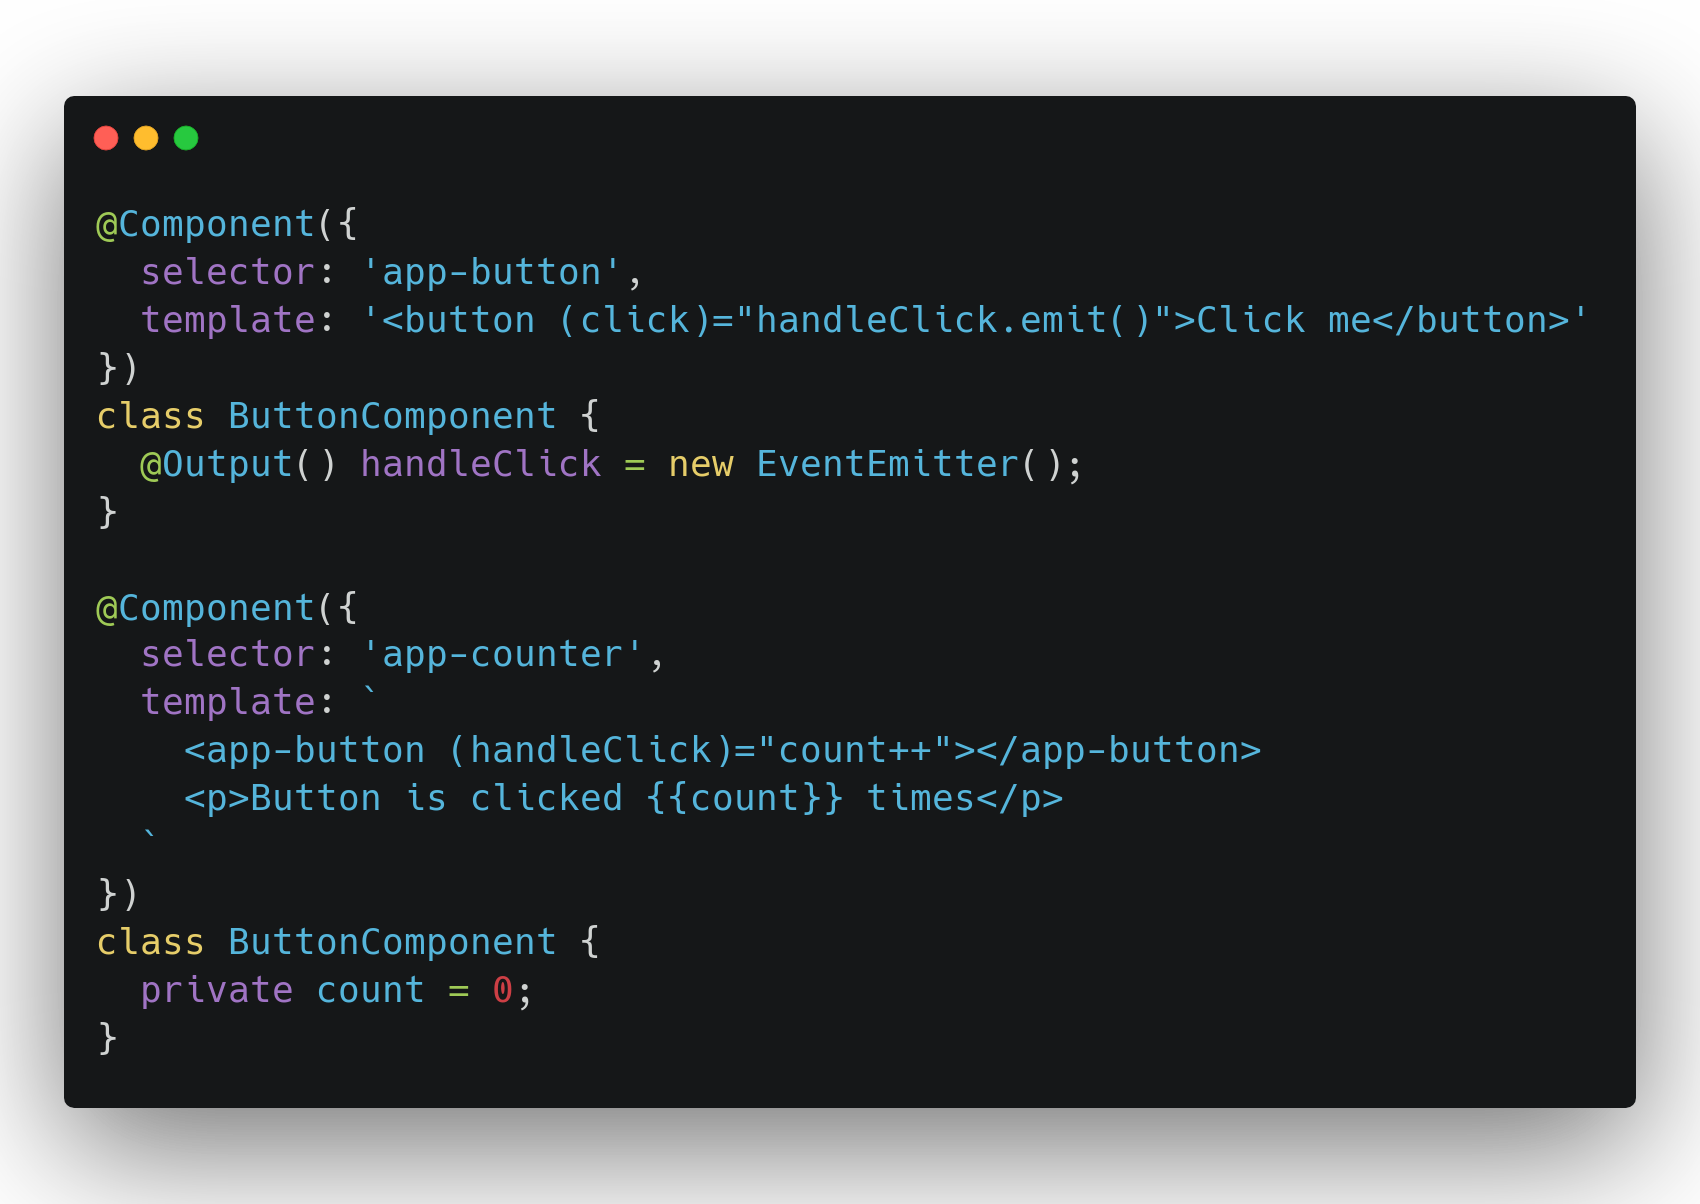 @Component({
  selector: 'app-button',
  template: '<button (click)="handleClick.emit()">Click me</button>'
})
class ButtonComponent {
  @Output() handleClick = new EventEmitter();
}

@Component({
  selector: 'app-counter',
  template: `
    <app-button (handleClick)="count++"></app-button>
    <p>Button is clicked {{count}} times</p>
  `
})
class ButtonComponent {
  private count = 0;
}